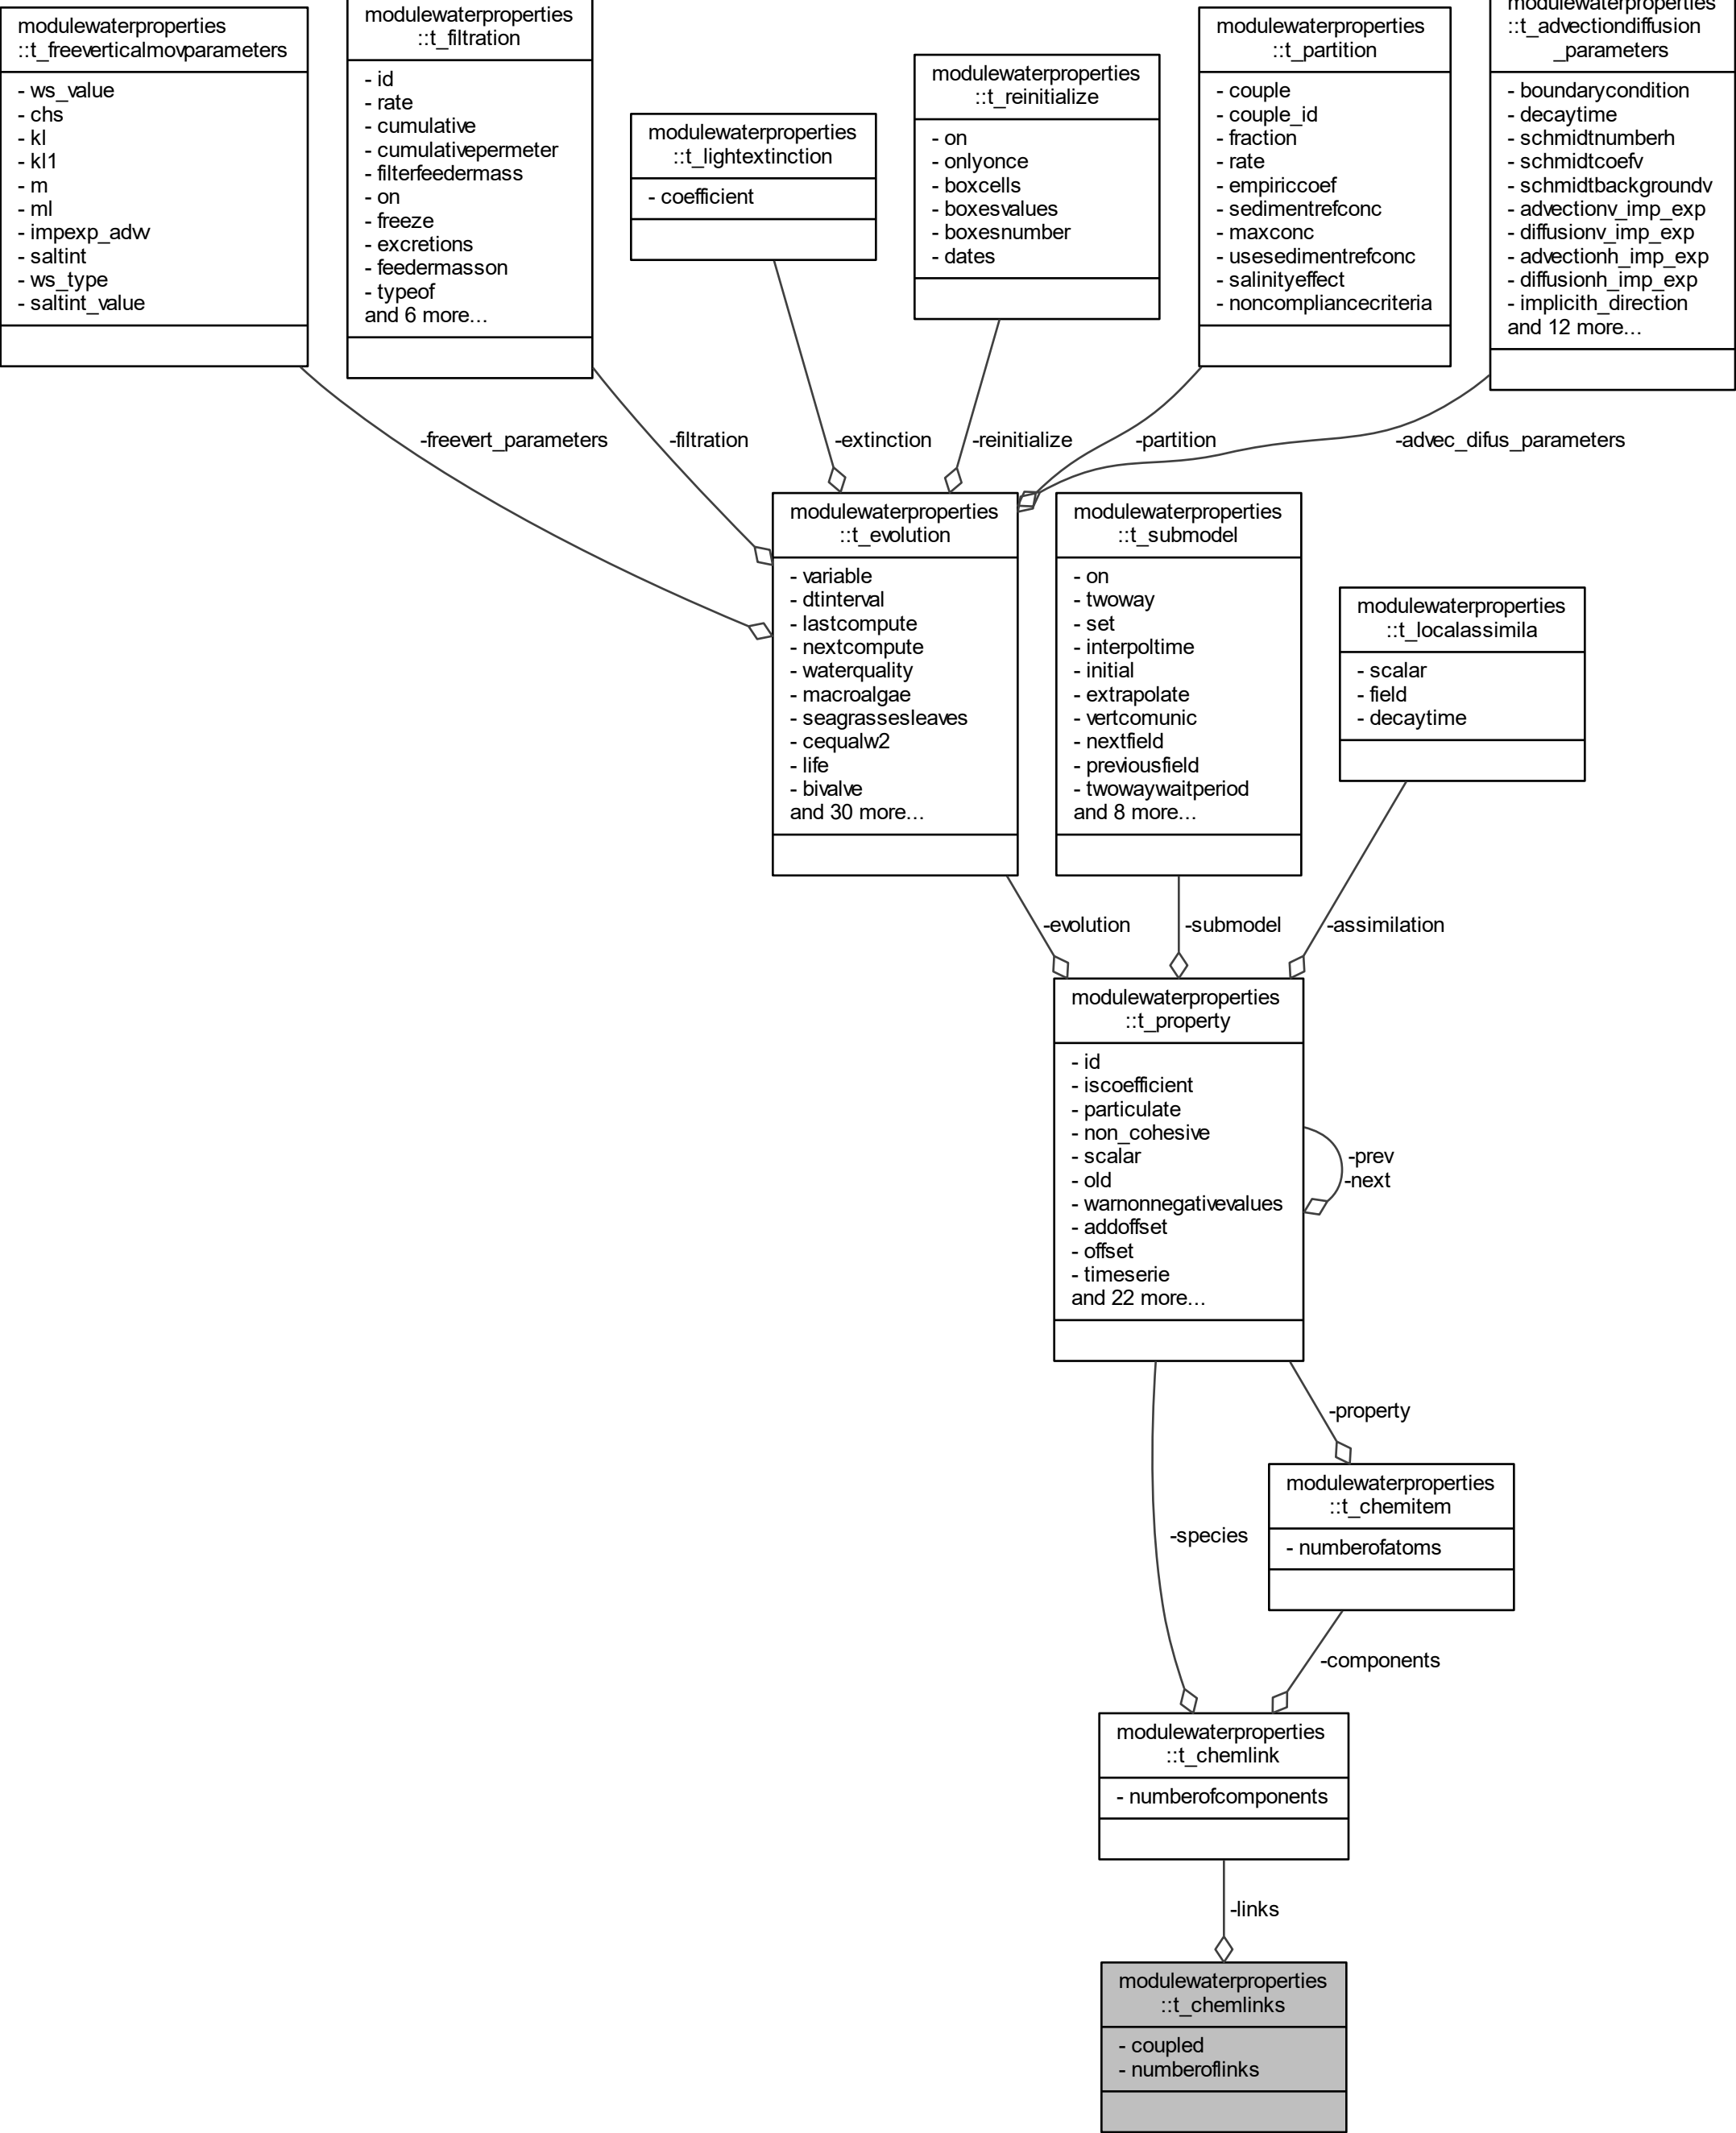 modulewaterproperties
::t_freeverticalmovparameters
- ws_value
- chs
- kl
- kl1
- m
- ml
- impexp_advv
- saltint
- ws_type
- saltint_value
modulewaterproperties
::t_filtration
- id
- rate
- cumulative
- cumulativepermeter
- filterfeedermass
- on
- freeze
- excretions
- feedermasson
- typeof
and 6 more...
modulewaterproperties
::t_lightextinction
- coefficient
modulewaterproperties
::t_reinitialize
- on
- onlyonce
- boxcells
- boxesvalues
- boxesnumber
- dates
modulewaterproperties
::t_partition
- couple
- couple_id
- fraction
- rate
- empiriccoef
- sedimentrefconc
- maxconc
- usesedimentrefconc
- salinityeffect
- noncompliancecriteria
modulewaterproperties
::t_advectiondiffusion
_parameters
- boundarycondition
- decaytime
- schmidtnumberh
- schmidtcoefv
- schmidtbackgroundv
- advectionv_imp_exp
- diffusionv_imp_exp
- advectionh_imp_exp
- diffusionh_imp_exp
- implicith_direction
and 12 more...
-freevert_parameters
-filtration
-extinction
-reinitialize
-partition
-advec_difus_parameters
modulewaterproperties
::t_evolution
- variable
- dtinterval
- lastcompute
- nextcompute
- waterquality
- macroalgae
- seagrassesleaves
- cequalw2
- life
- bivalve
and 30 more...
modulewaterproperties
::t_submodel
- on
- twoway
- set
- interpoltime
- initial
- extrapolate
- vertcomunic
- nextfield
- previousfield
- twowaywaitperiod
and 8 more...
modulewaterproperties
::t_localassimila
- scalar
- field
- decaytime
-evolution
-submodel
-assimilation
modulewaterproperties
::t_property
- id
- iscoefficient
- particulate
- non_cohesive
- scalar
- old
- warnonnegativevalues
- addoffset
- offset
- timeserie
and 22 more...
-prev
-next
-property
modulewaterproperties
::t_chemitem
- numberofatoms
-species
-components
modulewaterproperties
::t_chemlink
- numberofcomponents
-links
modulewaterproperties
::t_chemlinks
- coupled
- numberoflinks